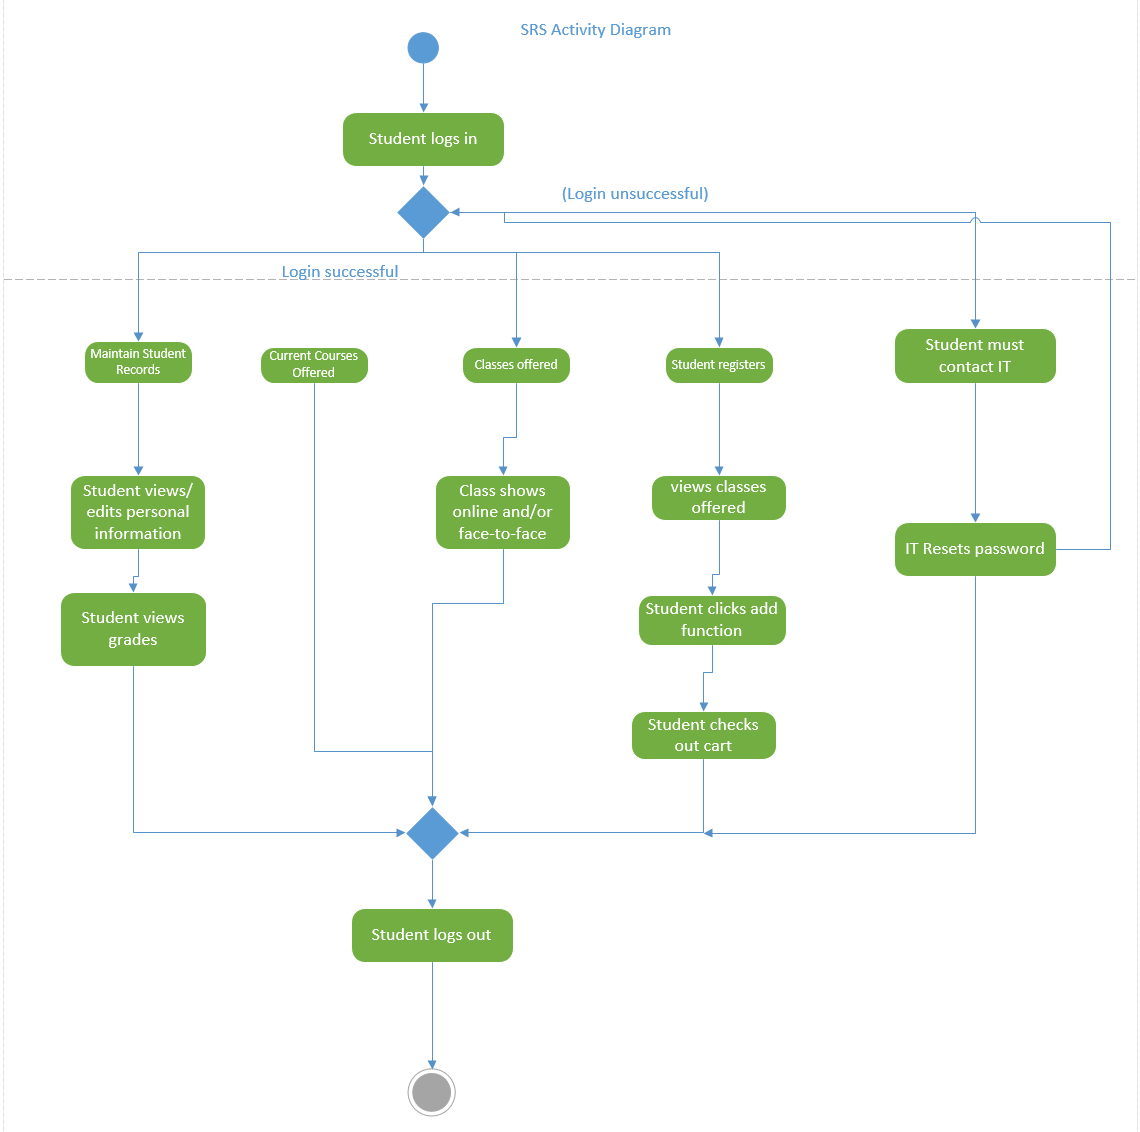 SRS Activity Diagram
Student logs in
(Login unsuccessful)
Login successful
Maintain Student
Records
Current Courses
Offered
Classes offered
Student registers
Student must
contact IT
Student views/
edits personal
information
Class shows
online and/or
face-to-face
views classes
offered
IT Resets password
Student views
grades
Student clicks add
function
Student checks
out cart
Student logs out